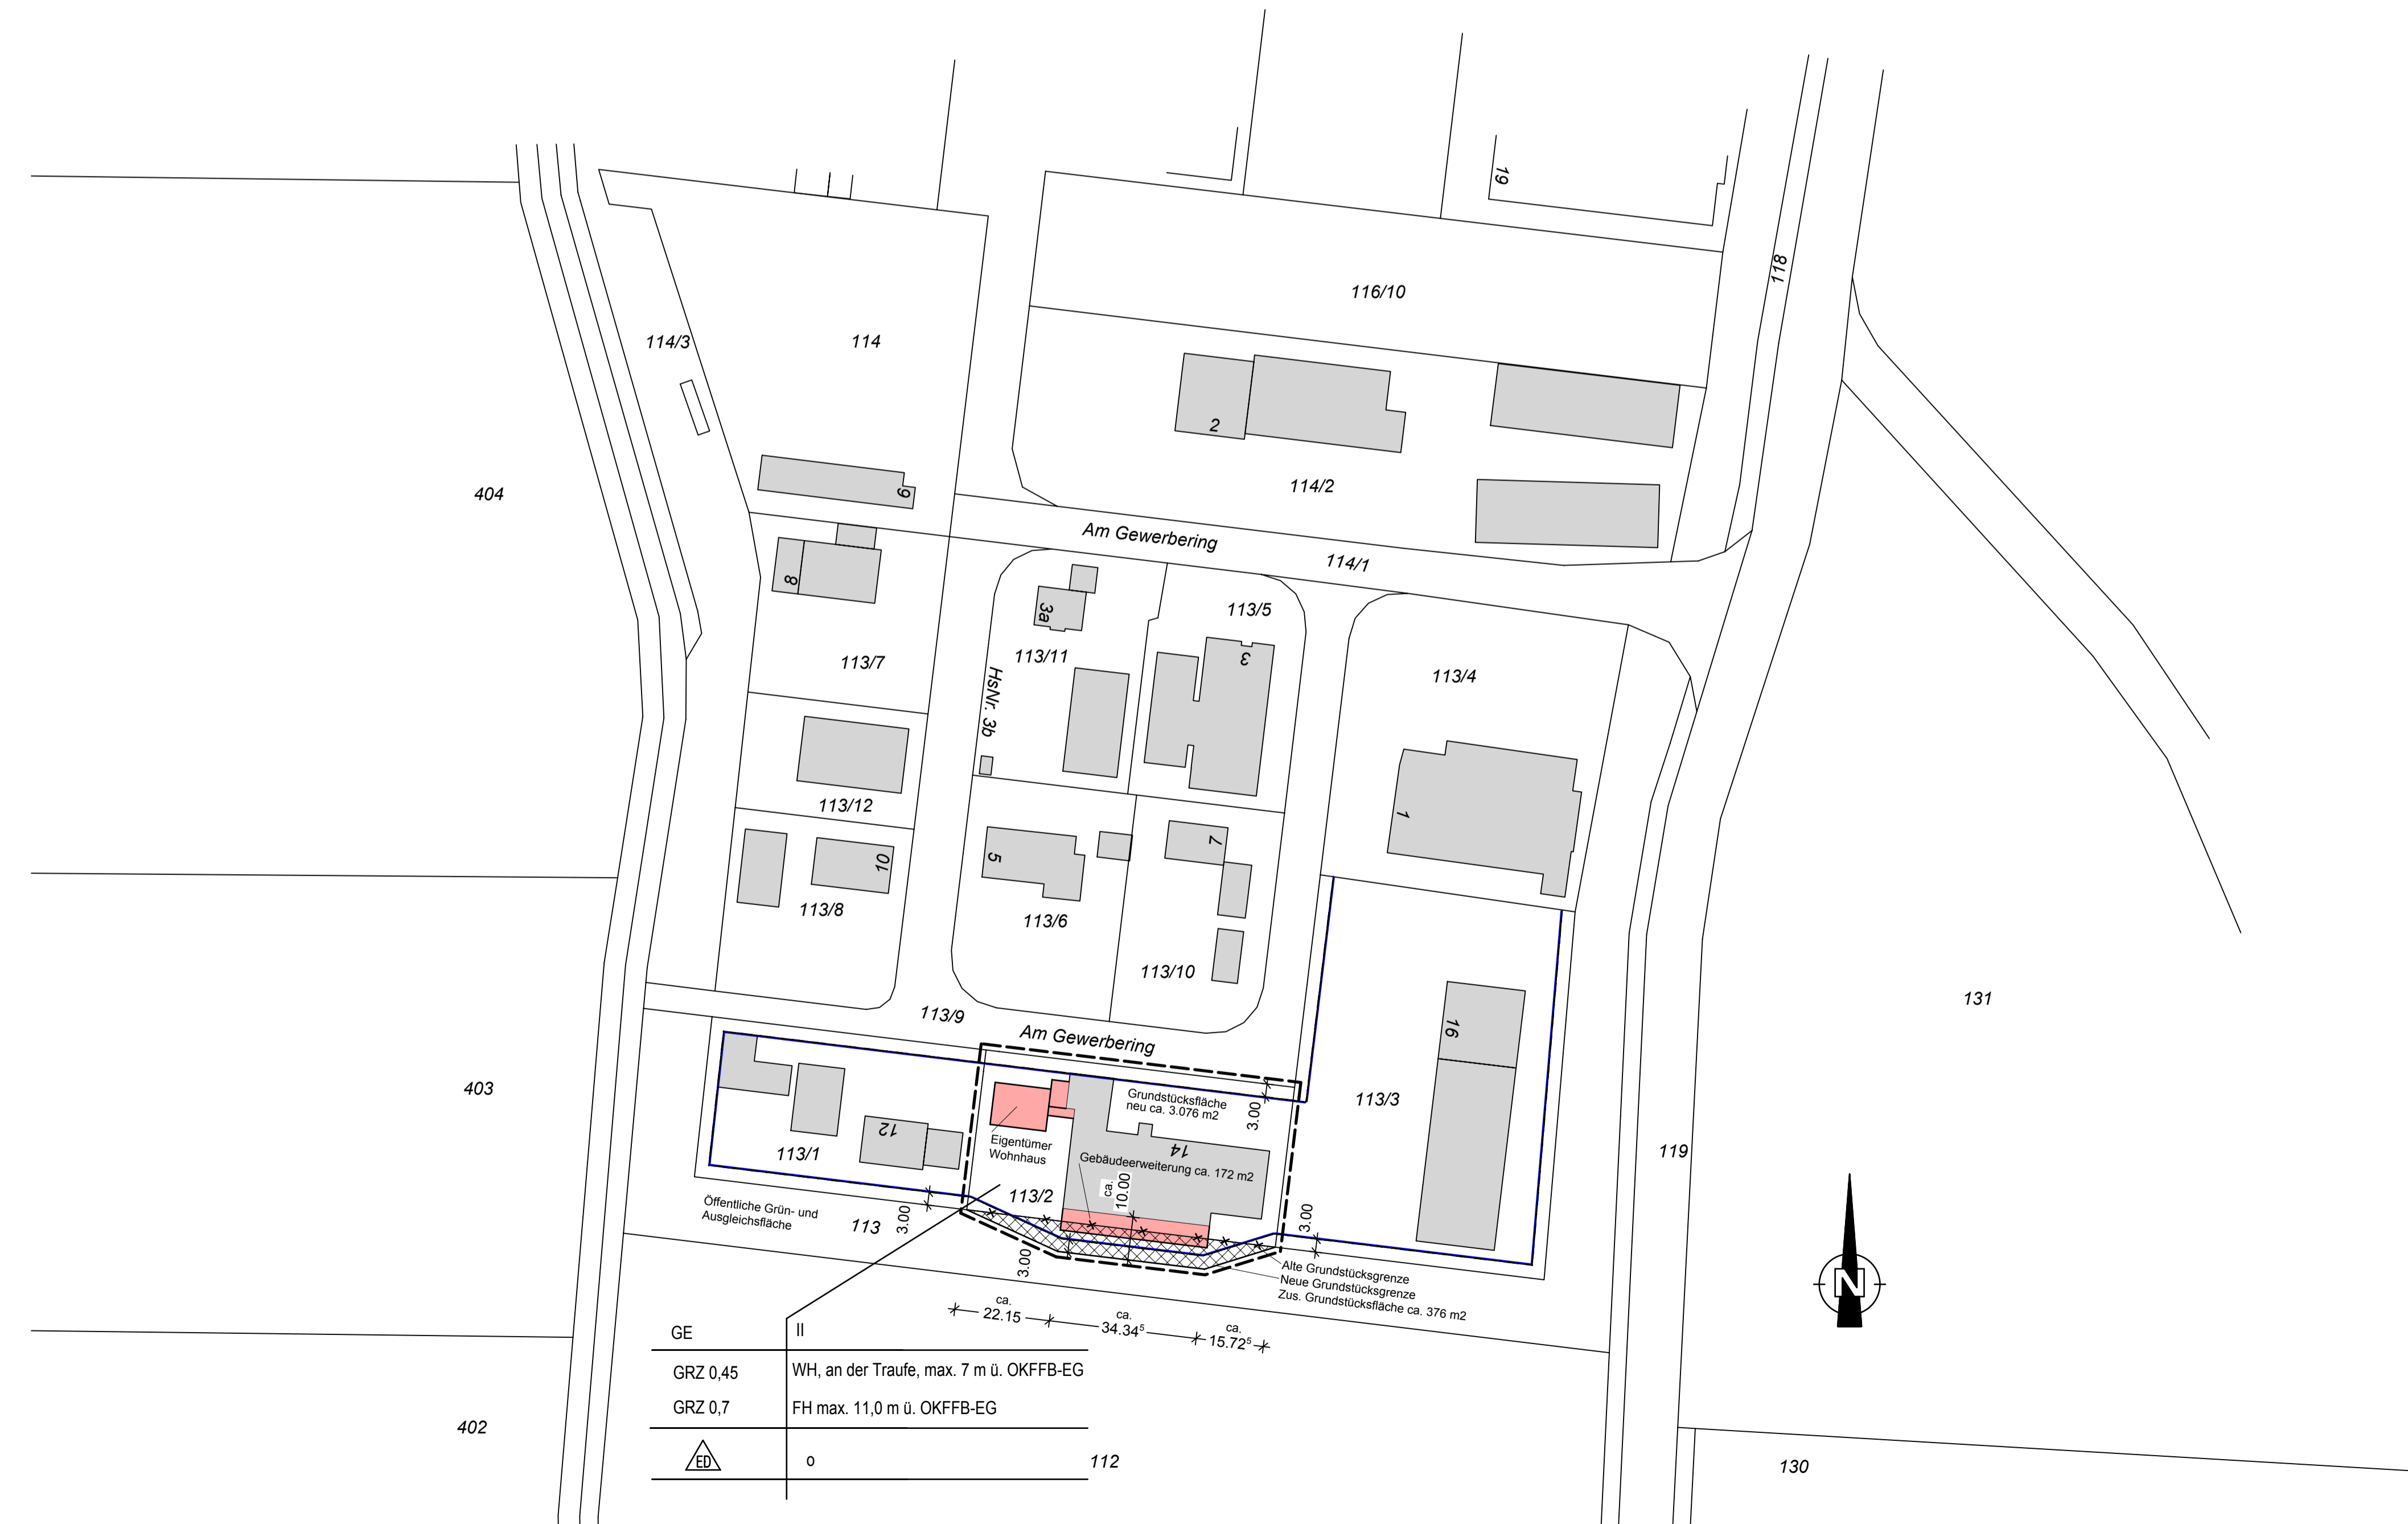 19
118
116/10
114/3
114
2
114/2
404
9
Am Gewerbering
114/1
8
3a
113/5
113/11
3
113/7
113/4
HsNr. 3b
113/12
1
5
7
10
113/8
113/6
113/10
131
113/9
Am Gewerbering
16
403
113/3
Grundstücksfläche
neu ca. 3.076 m2
3.00
12
Eigentümer
Wohnhaus
14
113/1
Gebäudeerweiterung ca. 172 m2
119
ca.
10.00
113/2
Öffentliche Grün- und
Ausgleichsfläche
113
3.00
3.00
3.00
Alte Grundstücksgrenze
Neue Grundstücksgrenze
Zus. Grundstücksfläche ca. 376 m2
N
ca.
22.15
ca.
34.34⁵
ca.
15.72⁵
GE
II
GRZ 0,45
WH, an der Traufe, max. 7 m ü. OKFFB-EG
GRZ 0,7
FH max. 11,0 m ü. OKFFB-EG
402
ED
o
112
130